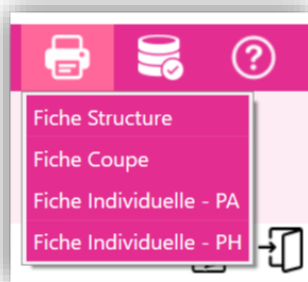 Fiche Structure
Fiche Coupe
Fiche Individuelle - PA
Fiche Individuelle - PH